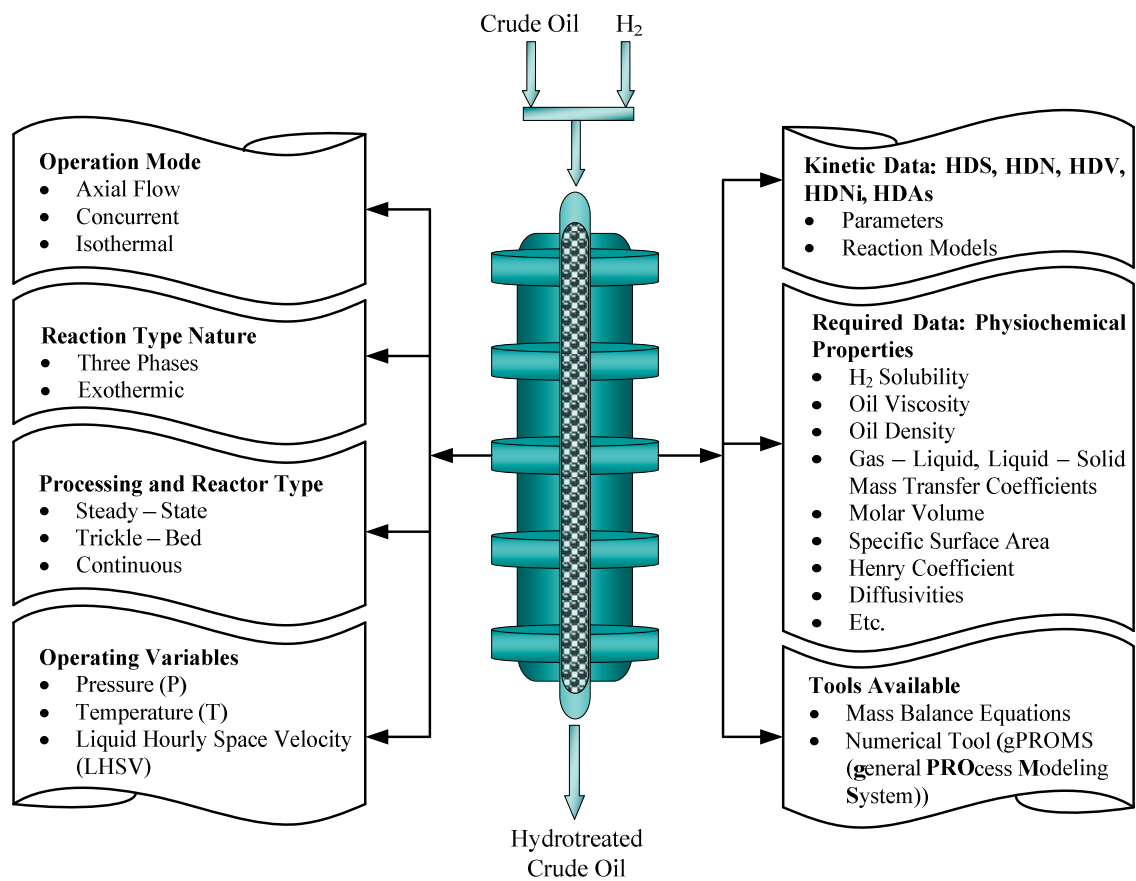 Crude Oil
H₂
Operation Mode
• Axial Flow
• Concurrent
• Isothermal
Reaction Type Nature
• Three Phases
• Exothermic
Processing and Reactor Type
• Steady – State
• Trickle – Bed
• Continuous
Operating Variables
• Pressure (P)
• Temperature (T)
• Liquid Hourly Space Velocity
(LHSV)
Kinetic Data: HDS, HDN, HDV,
HDNi, HDAs
• Parameters
• Reaction Models
Required Data: Physiochemical
Properties
• H₂ Solubility
• Oil Viscosity
• Oil Density
• Gas – Liquid, Liquid – Solid
Mass Transfer Coefficients
• Molar Volume
• Specific Surface Area
• Henry Coefficient
• Diffusivities
• Etc.
Tools Available
• Mass Balance Equations
• Numerical Tool (gPROMS
(general PROcess Modeling
System))
Hydrotreated
Crude Oil